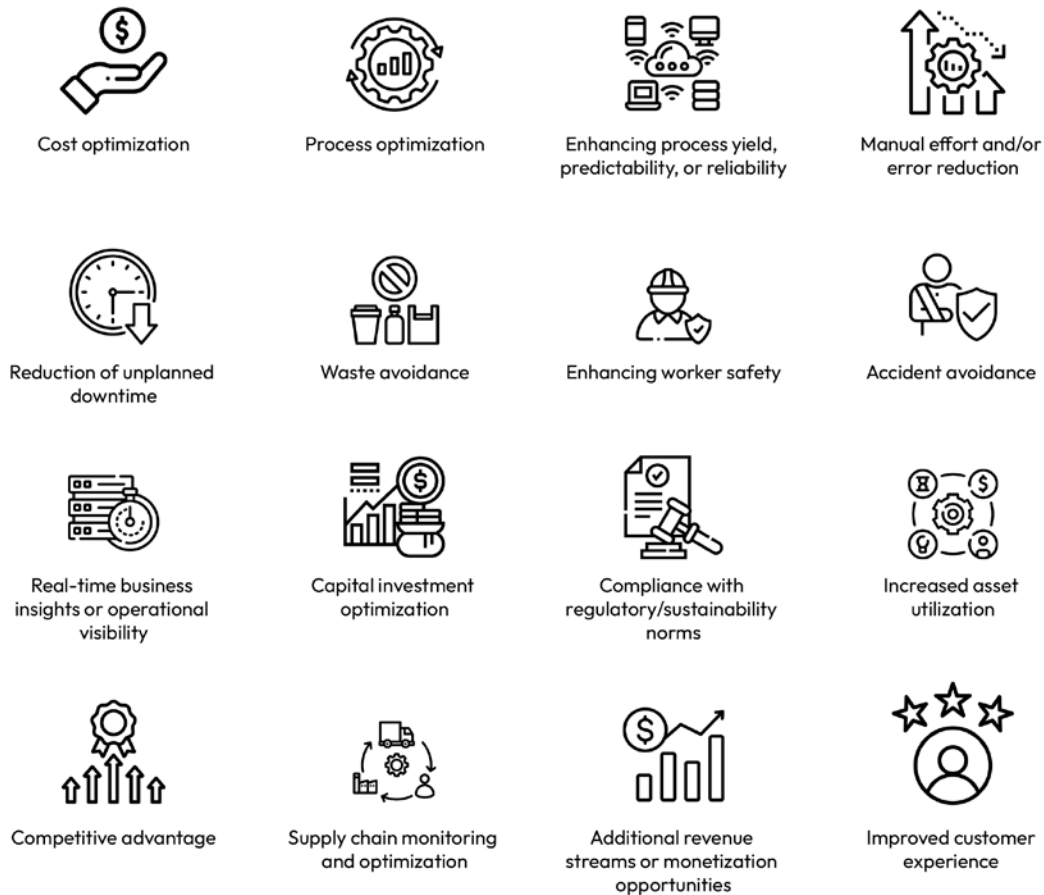 Cost optimization
Process optimization
Enhancing process yield,
predictability, or reliability
Manual effort and/or
error reduction
Reduction of unplanned
downtime
Waste avoidance
Enhancing worker safety
Accident avoidance
Real-time business
insights or operational
visibility
Capital investment
optimization
Compliance with
regulatory/sustainability
norms
Increased asset
utilization
Competitive advantage
Supply chain monitoring
and optimization
Additional revenue
streams or monetization
opportunities
Improved customer
experience